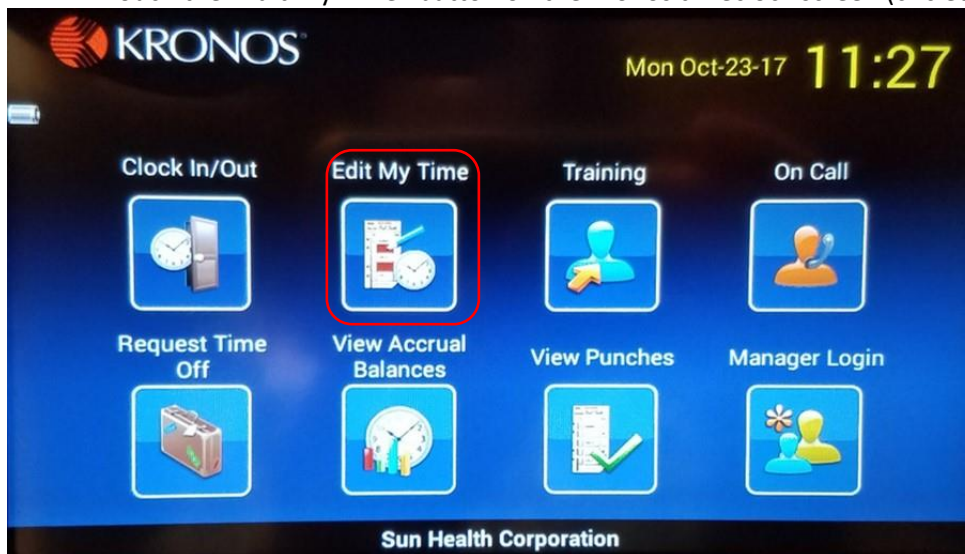 KRONOS
Mon Oct-23-17 11:27
Clock In/Out
Edit My Time
Training
On Call
Request Time
Off
View Accrual
Balances
View Punches
Manager Login
Sun Health Corporation